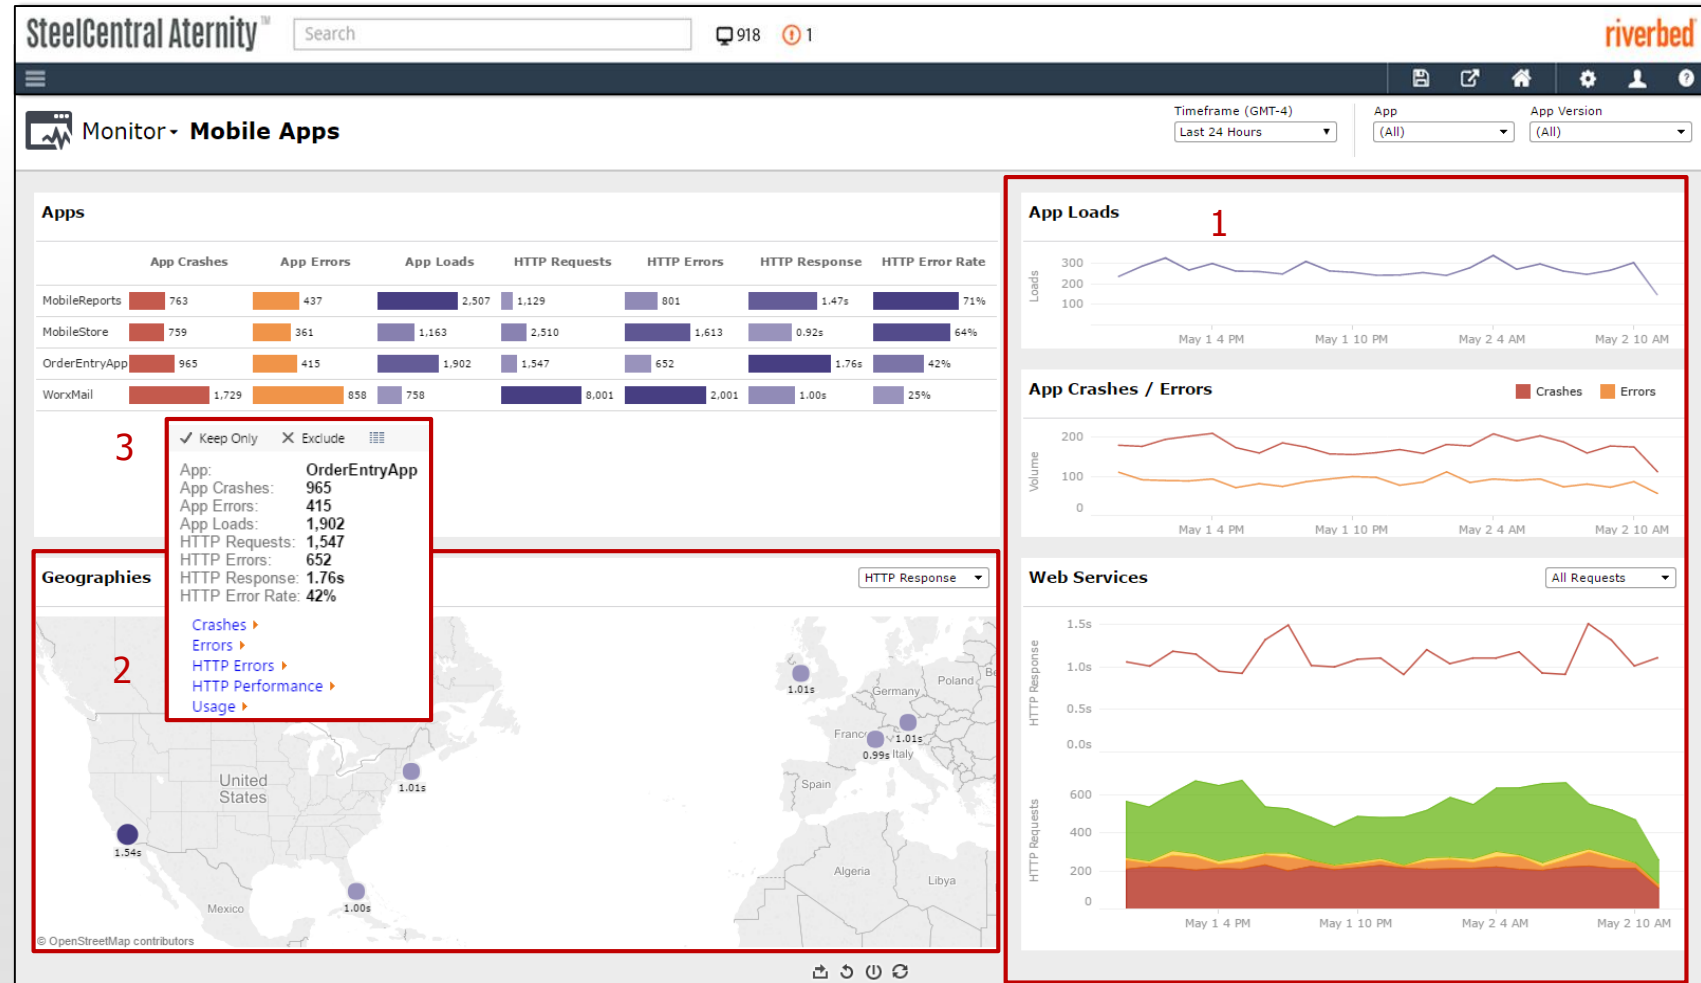 SteelCentral Aternity™
Search
918
1
riverbed
Monitor Mobile Apps
Timeframe (GMT-4)
Last 24 Hours
App
(All)
App Version
(All)
Apps
App Crashes App Errors App Loads HTTP Requests HTTP Errors HTTP Response HTTP Error Rate
MobileReports 763 437 2,507 1,129 801 1.47s 71%
MobileStore 759 361 1,163 2,510 1,613 0.92s 64%
OrderEntryApp 965 415 1,902 1,547 652 1.76s 42%
WorxMail 1,729 858 758 8,001 2,001 1.00s 25%
3
Keep Only Exclude
App: OrderEntryApp
App Crashes: 965
App Errors: 415
App Loads: 1,902
HTTP Requests: 1,547
HTTP Errors: 652
HTTP Response: 1.76s
HTTP Error Rate: 42%
Crashes
Errors
HTTP Errors
HTTP Performance
Usage
Geographies
HTTP Response
2
United
States
Mexico
1.54s
1.01s
1.00s
1.01s
Germany
Poland
Be
France
1.01s
0.99s Italy
Spain
Algeria
Libya
© OpenStreetMap contributors
App Loads
1
Loads
300
200
100
May 1 4 PM May 1 10 PM May 2 4 AM May 2 10 AM
App Crashes / Errors
Crashes Errors
Volume
200
100
0
May 1 4 PM May 1 10 PM May 2 4 AM May 2 10 AM
Web Services
All Requests
HTTP Response
1.5s
1.0s
0.5s
0.0s
HTTP Requests
600
400
200
0
May 1 4 PM May 1 10 PM May 2 4 AM May 2 10 AM